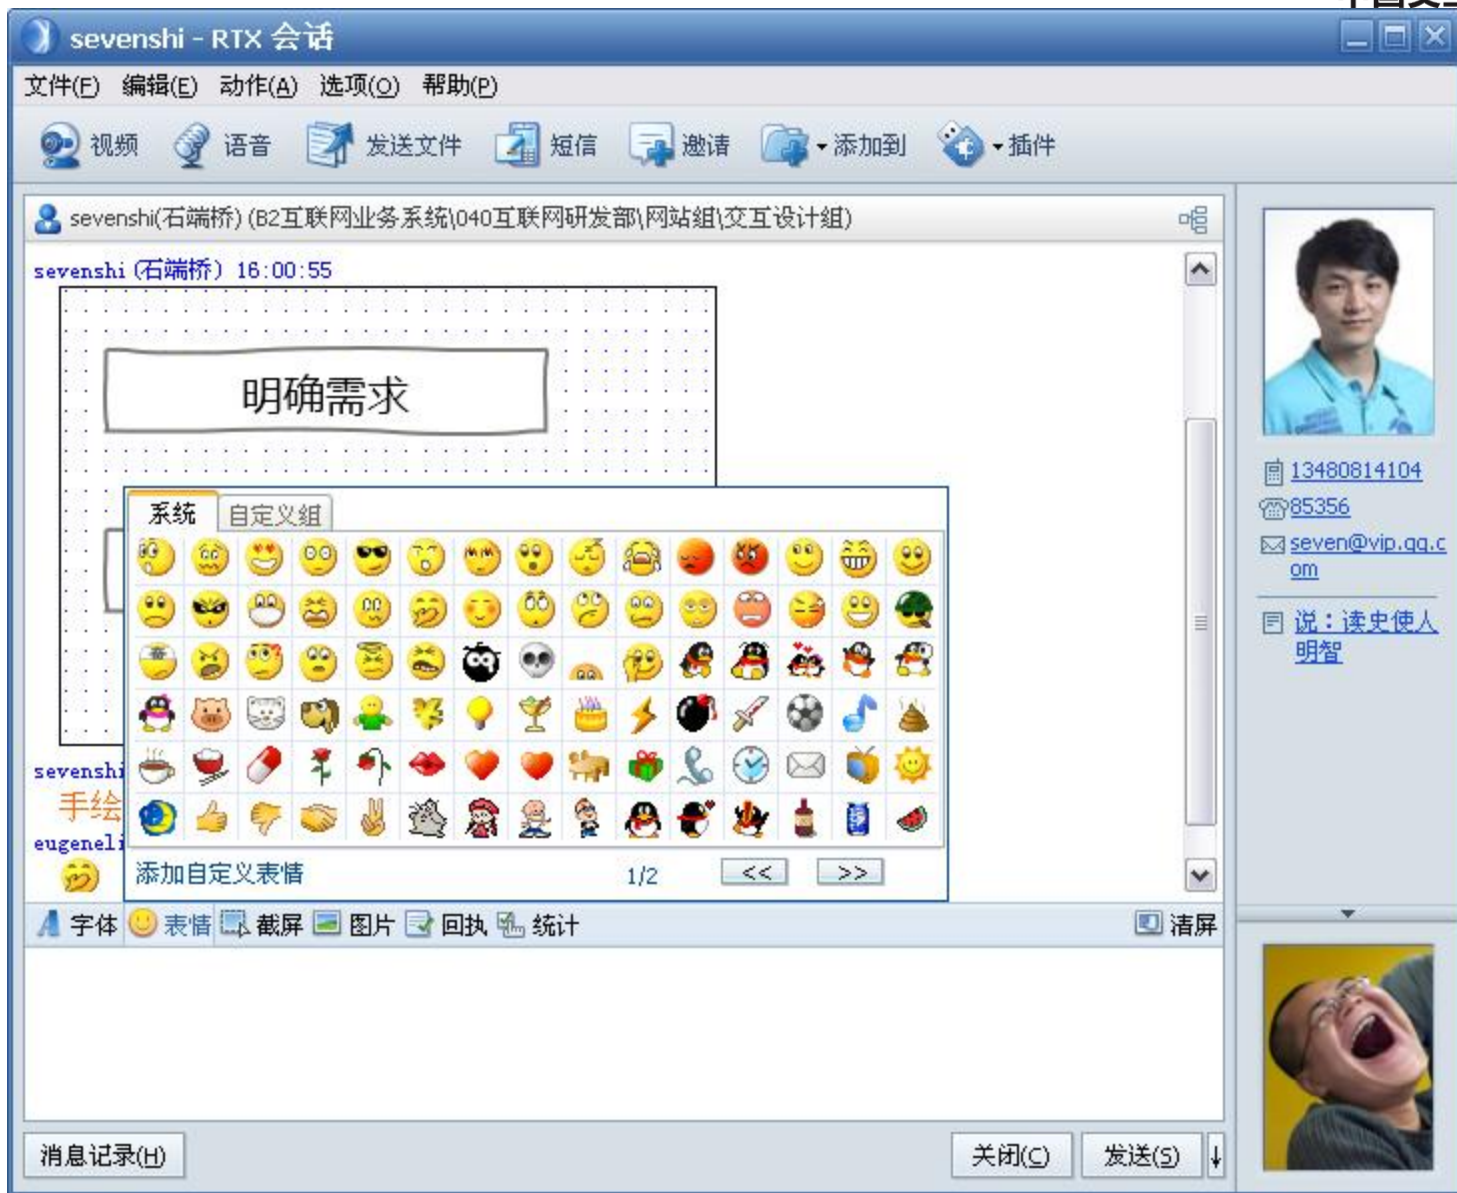 sevenshi - RTX 会话
文件(F) 编辑(E) 动作(A) 选项(O) 帮助(P)
视频 语音 发送文件 短信 邀请 添加到 插件
sevenshi(石端桥) (B2互联网业务系统\040互联网研发部\网站组\交互设计组)
sevenshi (石端桥) 16:00:55
明确需求
系统 自定义组
sevenshi
手绘
eugeneli
添加自定义表情 1/2 << >>
字体 表情 截屏 图片 回执 统计 清屏
消息记录(H) 关闭(C) 发送(S)
13480814104
85356
seven@vip.qq.c
om
说：读史使人
明智